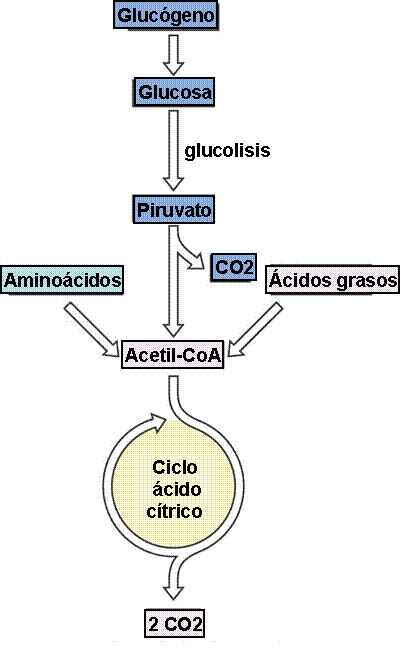 Glucógeno
Glucosa
glucolisis
Piruvato
CO2
Aminoácidos
Ácidos grasos
Acetil-CoA
Ciclo
ácido
cítrico
2 CO2